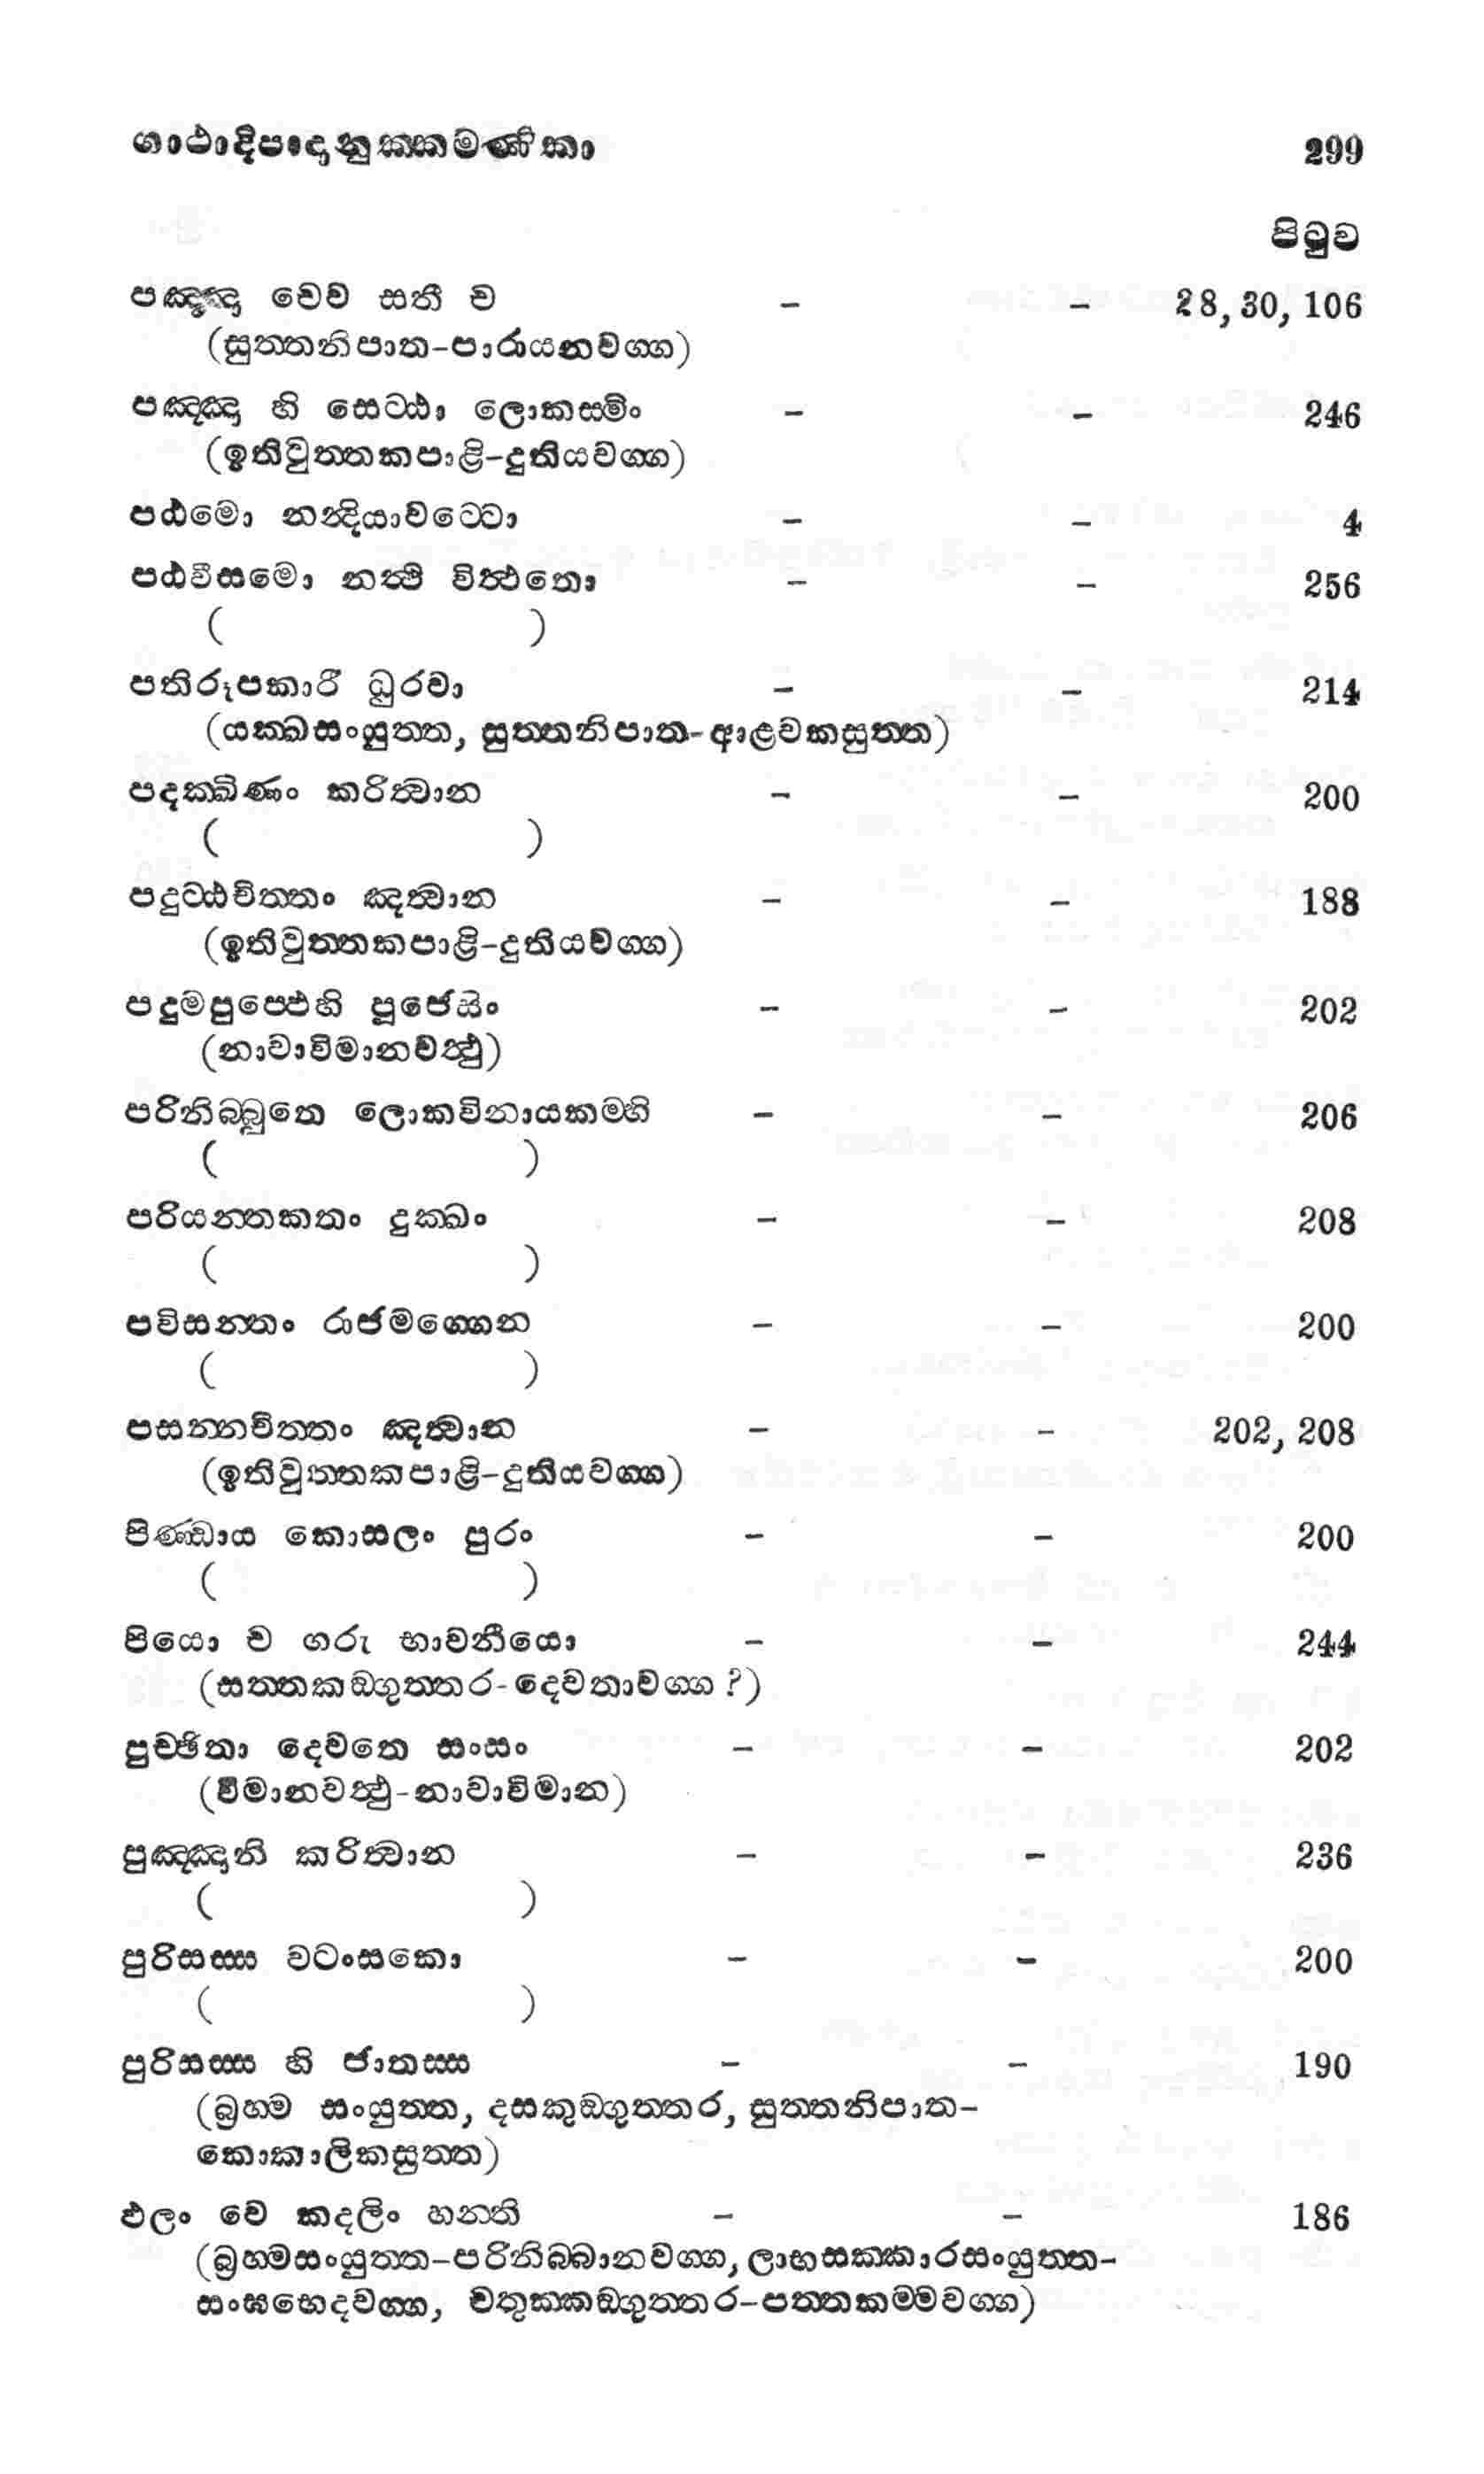 ගාථාදිපාදානුක්කමණිකා 299
පිටුව
පඤ්ඤා චෙව සතී ච - - 28, 30, 106
(සුත්තනිපාත-පාරායනවග්ග)
පඤ්ඤා හි සෙට්ඨා ලොකස්මිං - - 246
(ඉතිවුත්තකපාළි-දුතියවග්ග)
පඨමො නන්දියාවට්ටො - - 4
පඨවීසමො නත්ථි විත්ථතො - - 256
( )
පතිරූපකාරී ධුරවා - - 214
(යක්ඛසංයුත්ත, සුත්තනිපාත-ආළවකසුත්ත)
පදක්ඛිණං කරිත්වාන - - 200
( )
පදුට්ඨචිත්තං ඤත්වාන - - 188
(ඉතිවුත්තකපාළි-දුතියවග්ග)
පදුමපුප්ඵෙහි පූජෙසිං - - 202
(නාවාවිමානවත්ථු)
පරිනිබ්බුතෙ ලොකවිනායකම්හි - - 206
( )
පරියන්තකතං දුක්ඛං - - 208
( )
පවිසන්තං රාජමග්ගෙන - - 200
( )
පසන්නචිත්තං ඤත්වාන - - 202, 208
(ඉතිවුත්තකපාළි-දුතියවග්ග)
පිණ්ඩාය කොසලං පුරං - - 200
( )
පියො ච ගරු භාවනීයො - - 244
(සත්තකඞ්ගුත්තර-දෙවතාවග්ග ?)
පුච්ඡිතා දෙවතෙ සංසං - - 202
(විමානවත්ථු-නාවාවිමාන)
පුඤ්ඤානි කරිත්වාන - - 236
( )
පුරිසස්ස වටංසකො - - 200
( )
පුරිසස්ස හි ජාතස්ස - - 190
(බ්‍රහ්ම සංයුත්ත, දසකුඞ්ගුත්තර, සුත්තනිපාත-
කොකාලිකසුත්ත)
ඵලං වෙ කදලිං හන්ති - - 186
(බ්‍රහ්මසංයුත්ත-පරිනිබ්බානවග්ග, ලාභසක්කාරසංයුත්ත-
සංඝභෙදවග්ග, චතුක්කඞ්ගුත්තර-පත්තකම්මවග්ග)